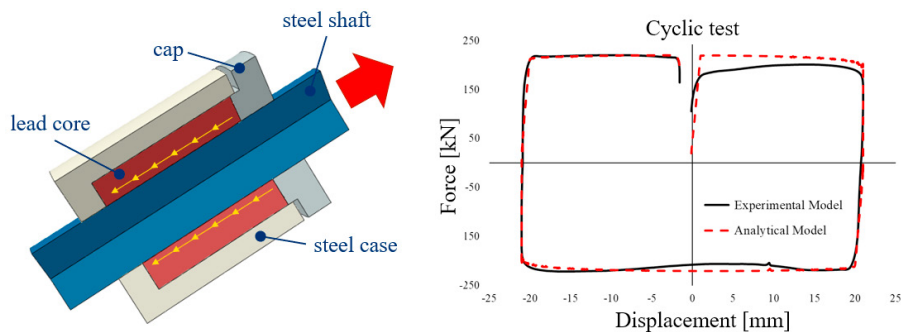 steel shaft
cap
lead core
steel case
Cyclic test
Force [kN]
250
150
50
-50
150
-250
-25 -20 -15 -10 -5 0 5 10 15 20 25
Experimental Model
Analytical Model
Displacement [mm]